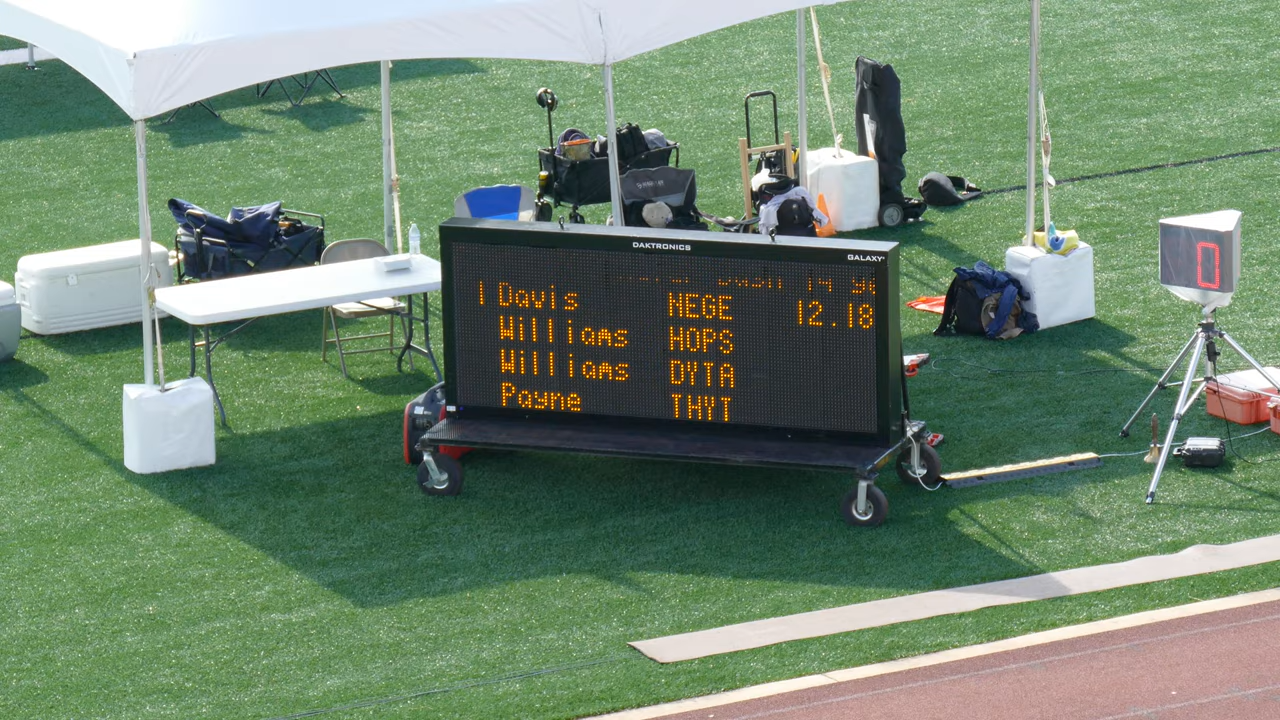 DAKTRONICS
GALAXY
1 Davis NEGE 12.18
Williams HOPS
Williams DYTA
Payne THYT
0